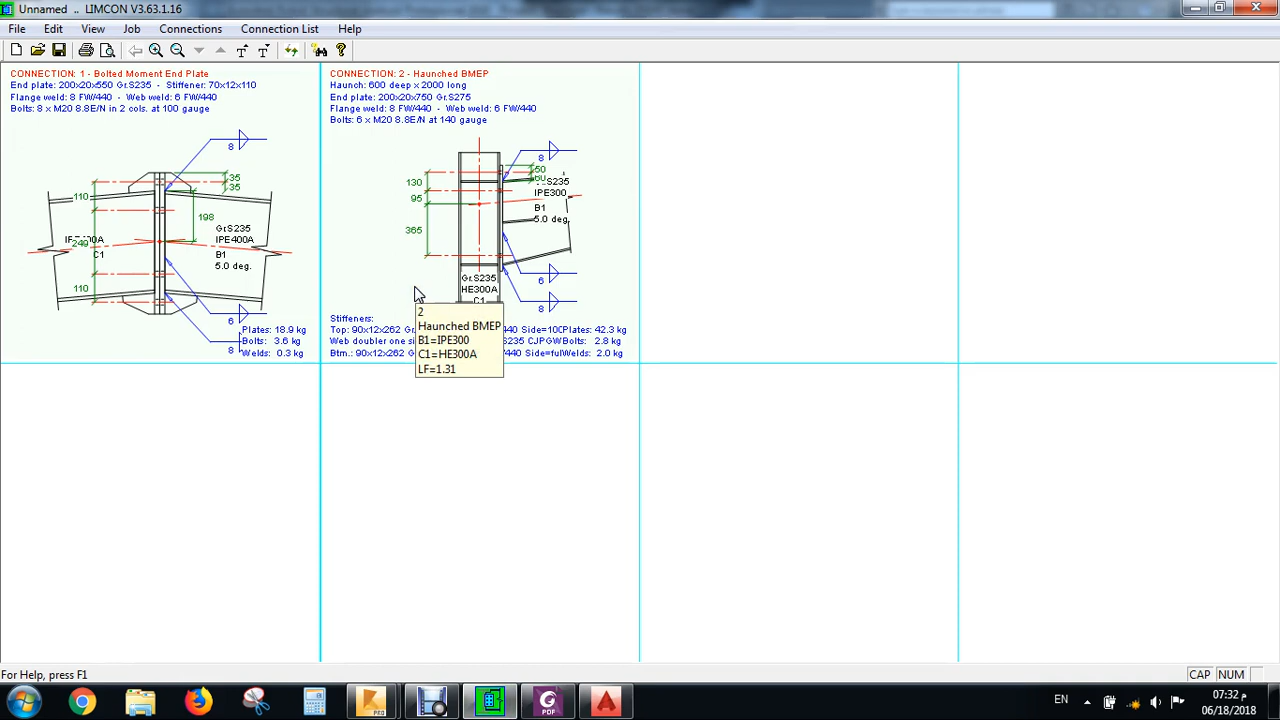 Unnamed .. LIMCON V3.63.1.16
File Edit View Job Connections Connection List Help
CONNECTION: 1 - Bolted Moment End Plate
End plate: 200x20x550 Gr.S235 - Stiffener: 70x12x110
Flange weld: 8 FW/440 - Web weld: 6 FW/440
Bolts: 8 x M20 8.8E/N in 2 cols. at 100 gauge
8
35
35
110
198
240
110
C1
Gr.S235
IPE400A
B1
5.0 deg.
6
8
Plates: 18.9 kg
Bolts: 3.6 kg
Welds: 0.3 kg
CONNECTION: 2 - Haunched BMEP
Haunch: 600 deep x 2000 long
End plate: 200x20x750 Gr.S275
Flange weld: 8 FW/440 - Web weld: 6 FW/440
Bolts: 6 x M20 8.8E/N at 140 gauge
8
50
60
130
95
365
IPE300
B1
5.0 deg.
Gr.S235
HE300A
C1
6
8
Stiffeners:
Top: 90x12x262 Plates: 42.3 kg
Web doubler one Bolts: 2.8 kg
Btm.: 90x12x262 Welds: 2.0 kg
2
Haunched BMEP
B1=IPE300
C1=HE300A
LF=1.31
For Help, press F1
CAP NUM
PRO
PDF
EN
07:32 م
06/18/2018